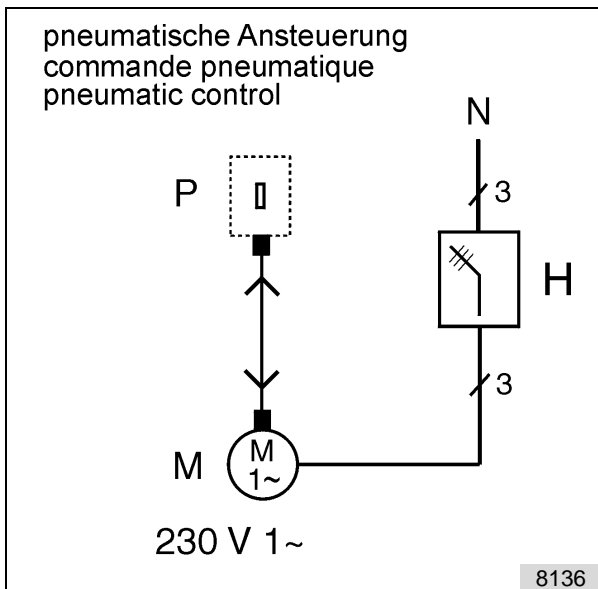 pneumatische Ansteuerung
commande pneumatique
pneumatic control
N
P
3
H
3
M
M
1~
230 V 1~
8136